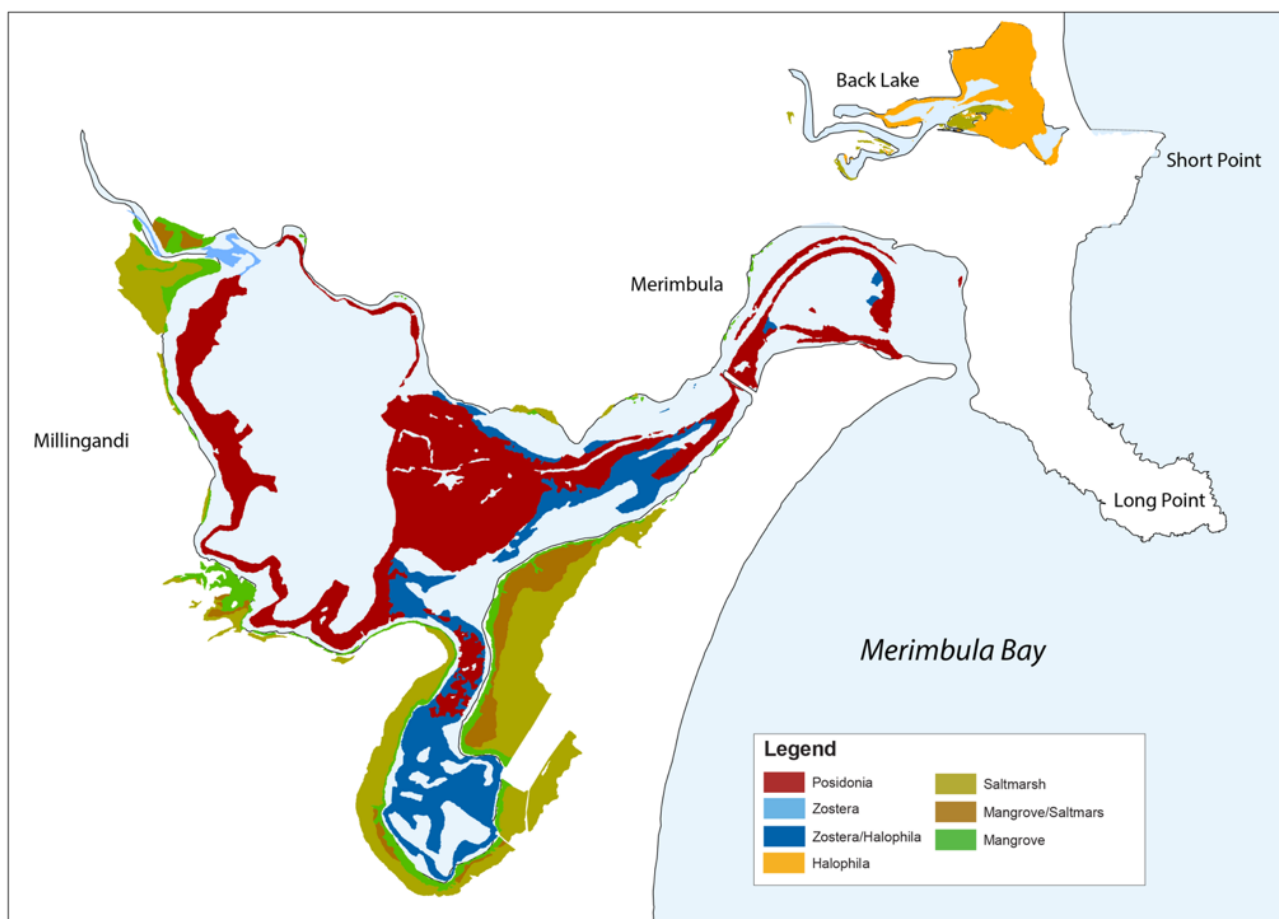 Back Lake
Short Point
Merimbula
Millingandi
Long Point
Merimbula Bay
Legend
Posidonia
Zostera
Zostera/Halophila
Halophila
Saltmarsh
Mangrove/Saltmars
Mangrove